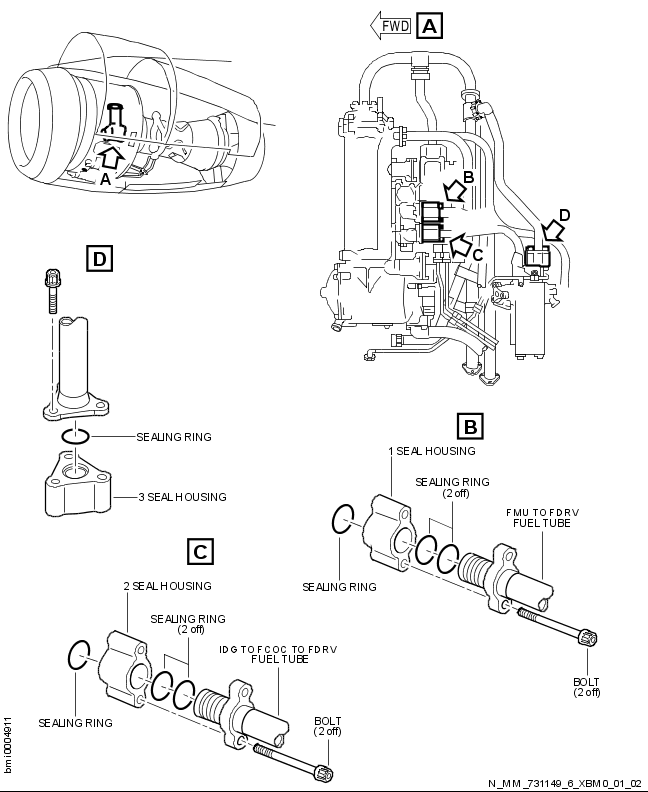 FWD A
A
B
C
D
D
SEALING RING
3 SEAL HOUSING
B
1 SEAL HOUSING
SEALING RING
(2 off)
FMU TO FDRV
FUEL TUBE
SEALING RING
BOLT
(2 off)
C
2 SEAL HOUSING
SEALING RING
(2 off)
IDG TO FCOC TO FDRV
FUEL TUBE
SEALING RING
BOLT
(2 off)
bmi0004911
N_MM_731149_6_XBM0_01_02